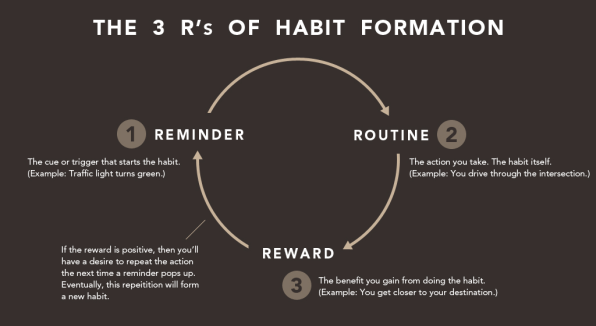 THE 3 R's OF HABIT FORMATION
1 REMINDER
The cue or trigger that starts the habit.
(Example: Traffic light turns green.)
ROUTINE 2
The action you take. The habit itself.
(Example: You drive through the intersection.)
REWARD
3
The benefit you gain from doing the habit.
(Example: You get closer to your destination.)
If the reward is positive, then you'll
have a desire to repeat the action
the next time a reminder pops up.
Eventually, this repeitition will form
a new habit.